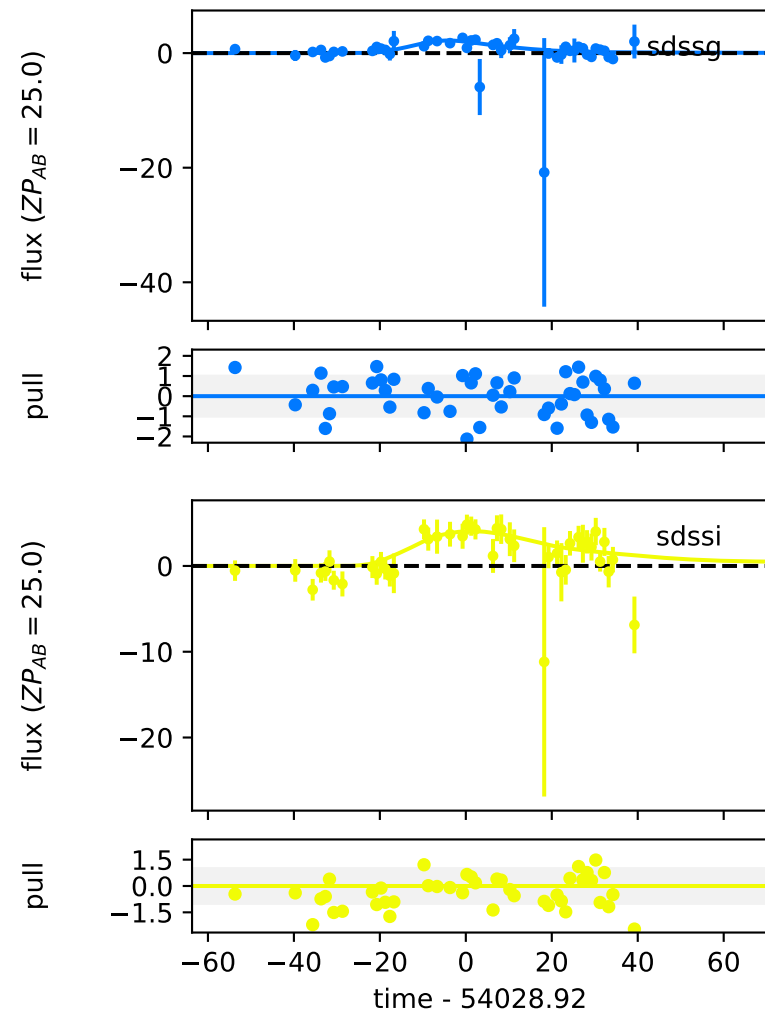 sdssg
flux (ZP_AB = 25.0)
0
−20
−40
pull
2
1
0
−1
−2
sdssi
flux (ZP_AB = 25.0)
0
−10
−20
pull
1.5
0.0
−1.5
−60 −40 −20 0 20 40 60
time - 54028.92